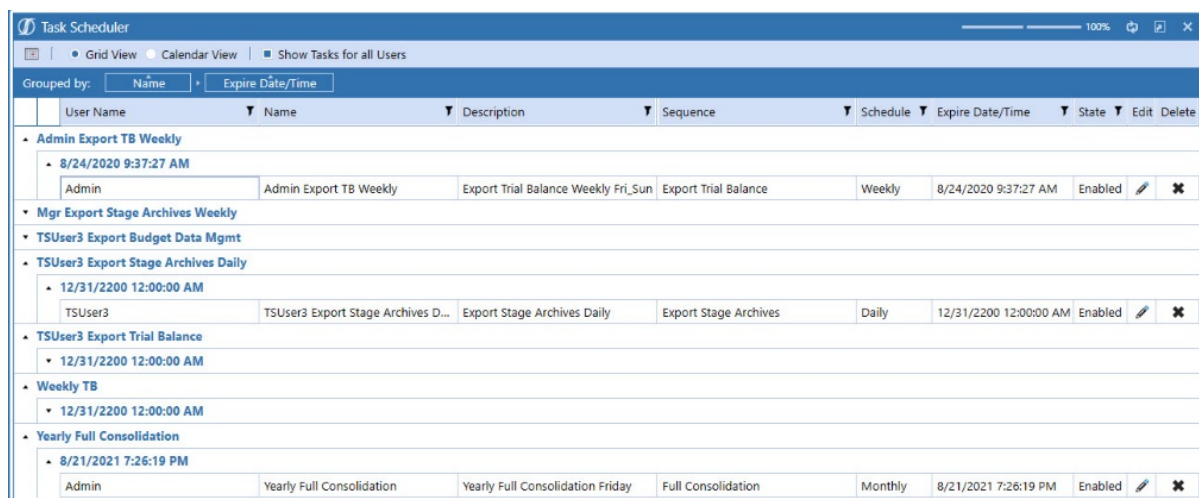 Task Scheduler 100%
Grid View Calendar View Show Tasks for all Users
Grouped by: Name Expire Date/Time
User Name Name Description Sequence Schedule Expire Date/Time State Edit Delete
Admin Export TB Weekly
8/24/2020 9:37:27 AM
Admin Admin Export TB Weekly Export Trial Balance Weekly Fri_Sun Export Trial Balance Weekly 8/24/2020 9:37:27 AM Enabled
Mgr Export Stage Archives Weekly
TSUser3 Export Budget Data Mgmt
TSUser3 Export Stage Archives Daily
12/31/2200 12:00:00 AM
TSUser3 TSUser3 Export Stage Archives D... Export Stage Archives Daily Export Stage Archives Daily 12/31/2200 12:00:00 AM Enabled
TSUser3 Export Trial Balance
12/31/2200 12:00:00 AM
Weekly TB
12/31/2200 12:00:00 AM
Yearly Full Consolidation
8/21/2021 7:26:19 PM
Admin Yearly Full Consolidation Yearly Full Consolidation Friday Full Consolidation Monthly 8/21/2021 7:26:19 PM Enabled